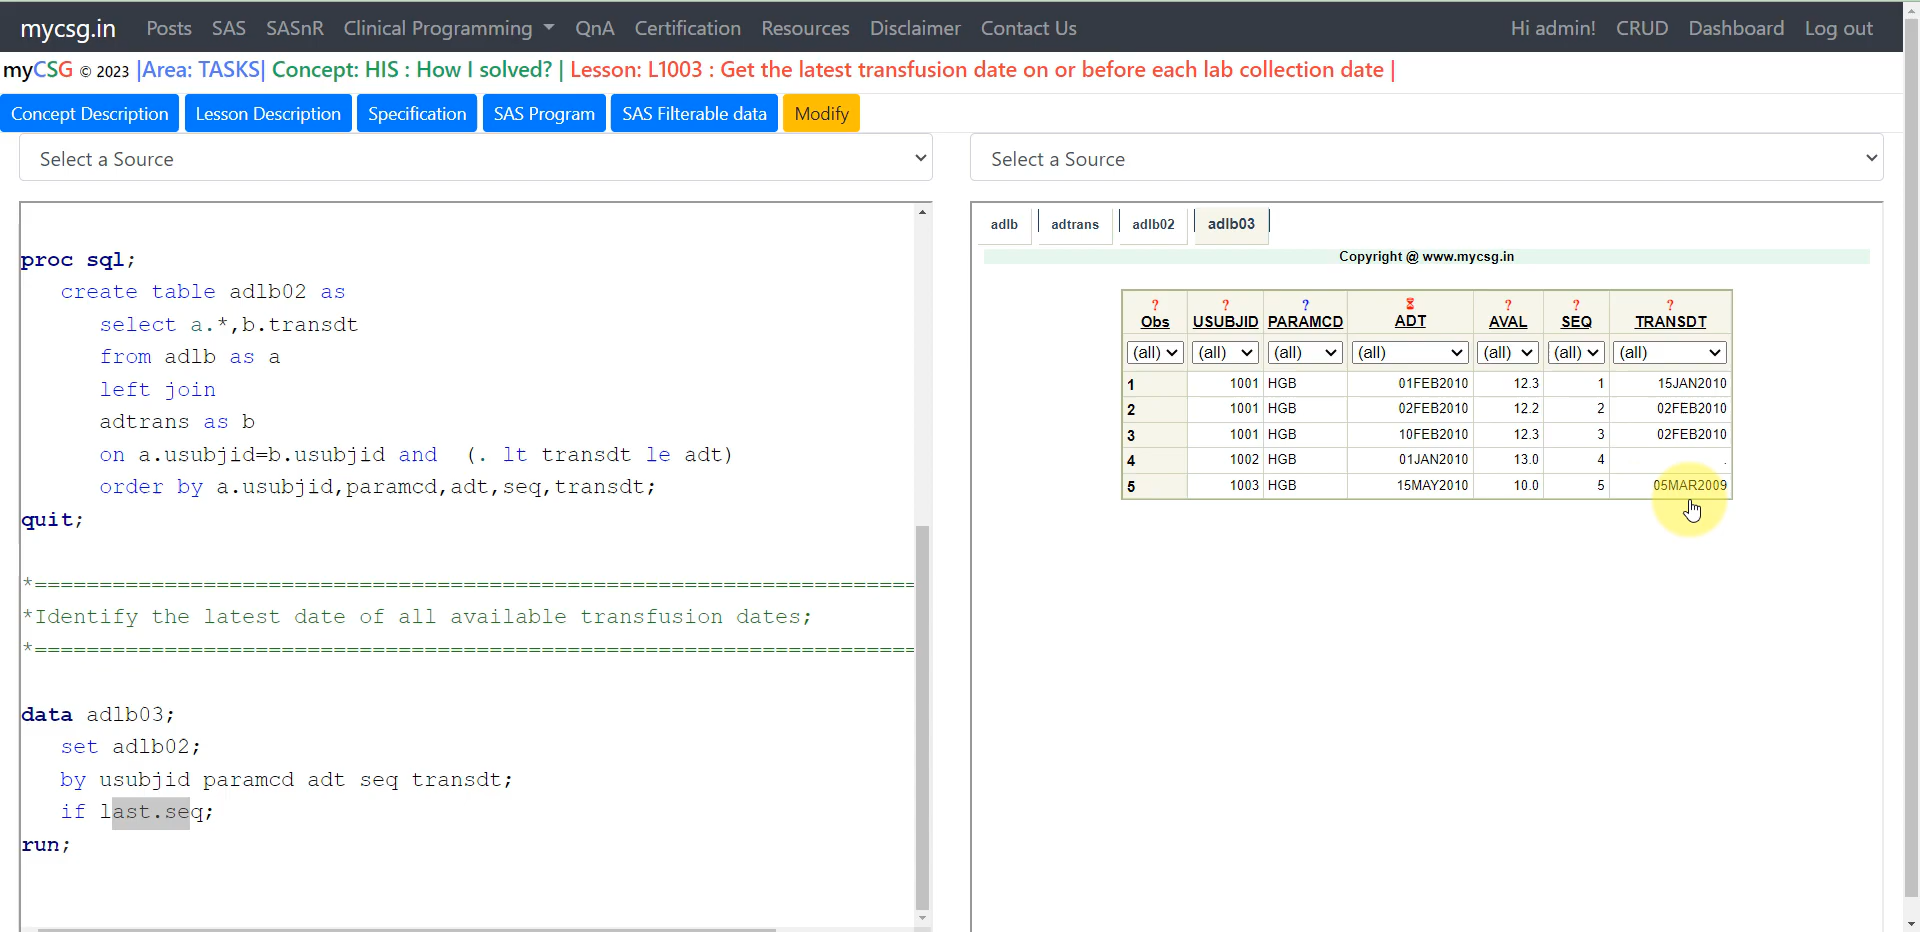 mycsg.in Posts SAS SASnR Clinical Programming QnA Certification Resources Disclaimer Contact Us Hi admin! CRUD Dashboard Log out
myCSG © 2023 |Area: TASKS| Concept: HIS : How I solved? | Lesson: L1003 : Get the latest transfusion date on or before each lab collection date |
Concept Description Lesson Description Specification SAS Program SAS Filterable data Modify
Select a Source
proc sql;
create table adlb02 as
select a.*,b.transdt
from adlb as a
left join
adtrans as b
on a.usubjid=b.usubjid and (. lt transdt le adt)
order by a.usubjid,paramcd,adt,seq,transdt;
quit;
*====================================================================
*Identify the latest date of all available transfusion dates;
*====================================================================
data adlb03;
set adlb02;
by usubjid paramcd adt seq transdt;
if last.seq;
run;
Select a Source
adlb adtrans adlb02 adlb03
Copyright @ www.mycsg.in
? ? ? ? ? ?
Obs USUBJID PARAMCD ADT AVAL SEQ TRANSDT
(all) (all) (all) (all) (all) (all) (all)
1 1001 HGB 01FEB2010 12.3 1 15JAN2010
2 1001 HGB 02FEB2010 12.2 2 02FEB2010
3 1001 HGB 10FEB2010 12.3 3 02FEB2010
4 1002 HGB 01JAN2010 13.0 4 .
5 1003 HGB 15MAY2010 10.0 5 05MAR2009